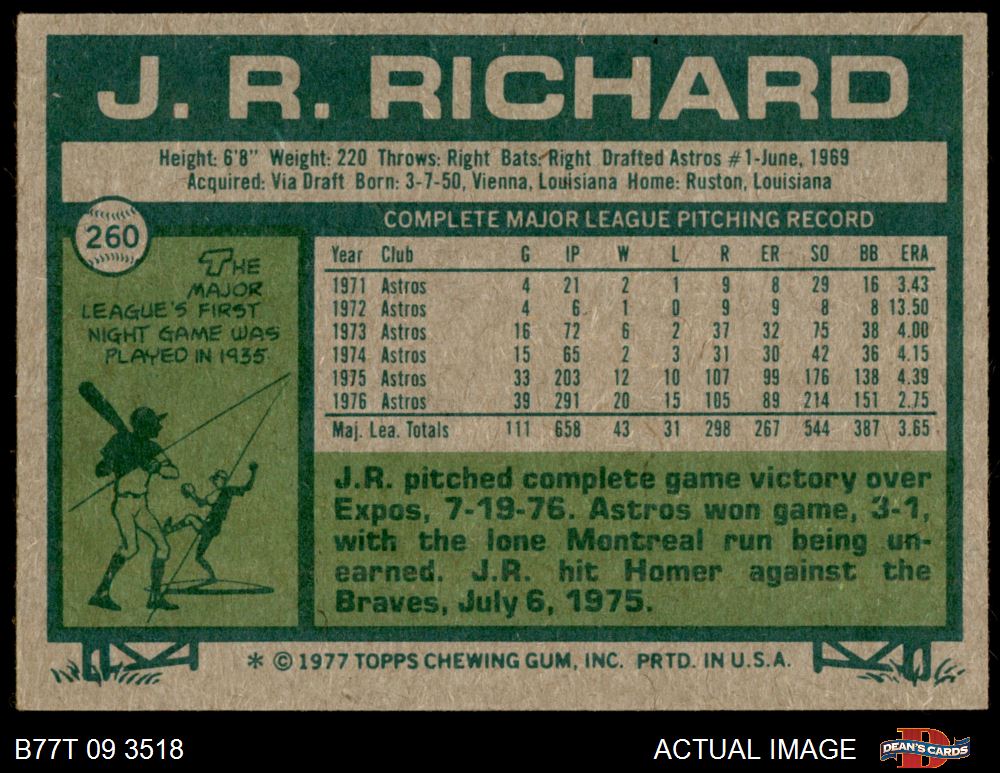 J. R. RICHARD
Height: 6'8" Weight: 220 Throws: Right Bats: Right Drafted Astros #1-June, 1969
Acquired: Via Draft Born: 3-7-50, Vienna, Louisiana Home: Ruston, Louisiana
260
THE
MAJOR
LEAGUE'S FIRST
NIGHT GAME WAS
PLAYED IN 1935
COMPLETE MAJOR LEAGUE PITCHING RECORD
Year Club G IP W L R ER SO BB ERA
1971 Astros 4 21 2 1 9 8 29 16 3.43
1972 Astros 4 6 1 0 9 9 8 8 13.50
1973 Astros 16 72 6 2 37 32 75 38 4.00
1974 Astros 15 65 2 3 31 30 42 36 4.15
1975 Astros 33 203 12 10 107 99 176 138 4.39
1976 Astros 39 291 20 15 105 89 214 151 2.75
Maj. Lea. Totals 111 658 43 31 298 267 544 387 3.65
J.R. pitched complete game victory over
Expos, 7-19-76. Astros won game, 3-1,
with the lone Montreal run being un-
earned. J.R. hit Homer against the
Braves, July 6, 1975.
* © 1977 TOPPS CHEWING GUM, INC. PRTD. IN U.S.A.
B77T 09 3518
ACTUAL IMAGE
DEAN'S CARDS